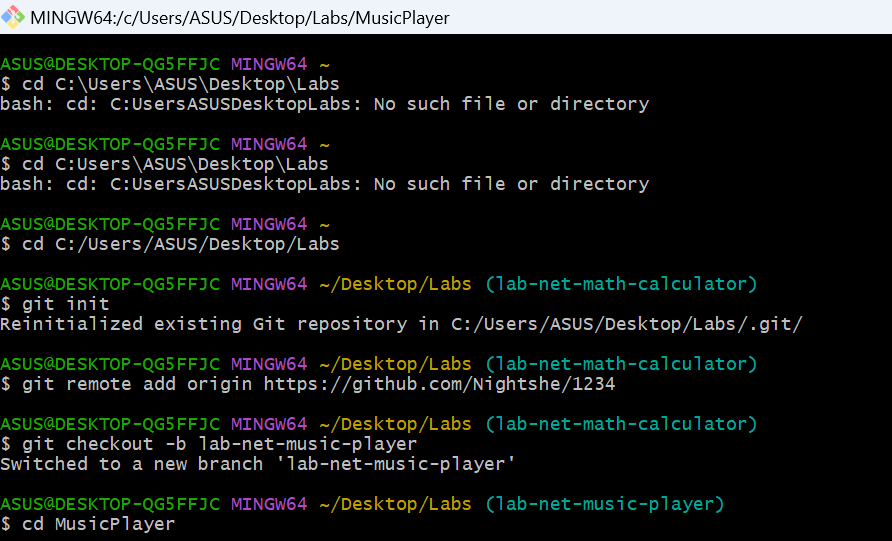 MINGW64:/c/Users/ASUS/Desktop/Labs/MusicPlayer
ASUS@DESKTOP-QG5FFJC MINGW64 ~
$ cd C:\Users\ASUS\Desktop\Labs
bash: cd: C:UsersASUSDesktopLabs: No such file or directory
ASUS@DESKTOP-QG5FFJC MINGW64 ~
$ cd C:Users\ASUS\Desktop\Labs
bash: cd: C:UsersASUSDesktopLabs: No such file or directory
ASUS@DESKTOP-QG5FFJC MINGW64 ~
$ cd C:/Users/ASUS/Desktop/Labs
ASUS@DESKTOP-QG5FFJC MINGW64 ~/Desktop/Labs (lab-net-math-calculator)
$ git init
Reinitialized existing Git repository in C:/Users/ASUS/Desktop/Labs/.git/
ASUS@DESKTOP-QG5FFJC MINGW64 ~/Desktop/Labs (lab-net-math-calculator)
$ git remote add origin https://github.com/Nightshe/1234
ASUS@DESKTOP-QG5FFJC MINGW64 ~/Desktop/Labs (lab-net-math-calculator)
$ git checkout -b lab-net-music-player
Switched to a new branch 'lab-net-music-player'
ASUS@DESKTOP-QG5FFJC MINGW64 ~/Desktop/Labs (lab-net-music-player)
$ cd MusicPlayer